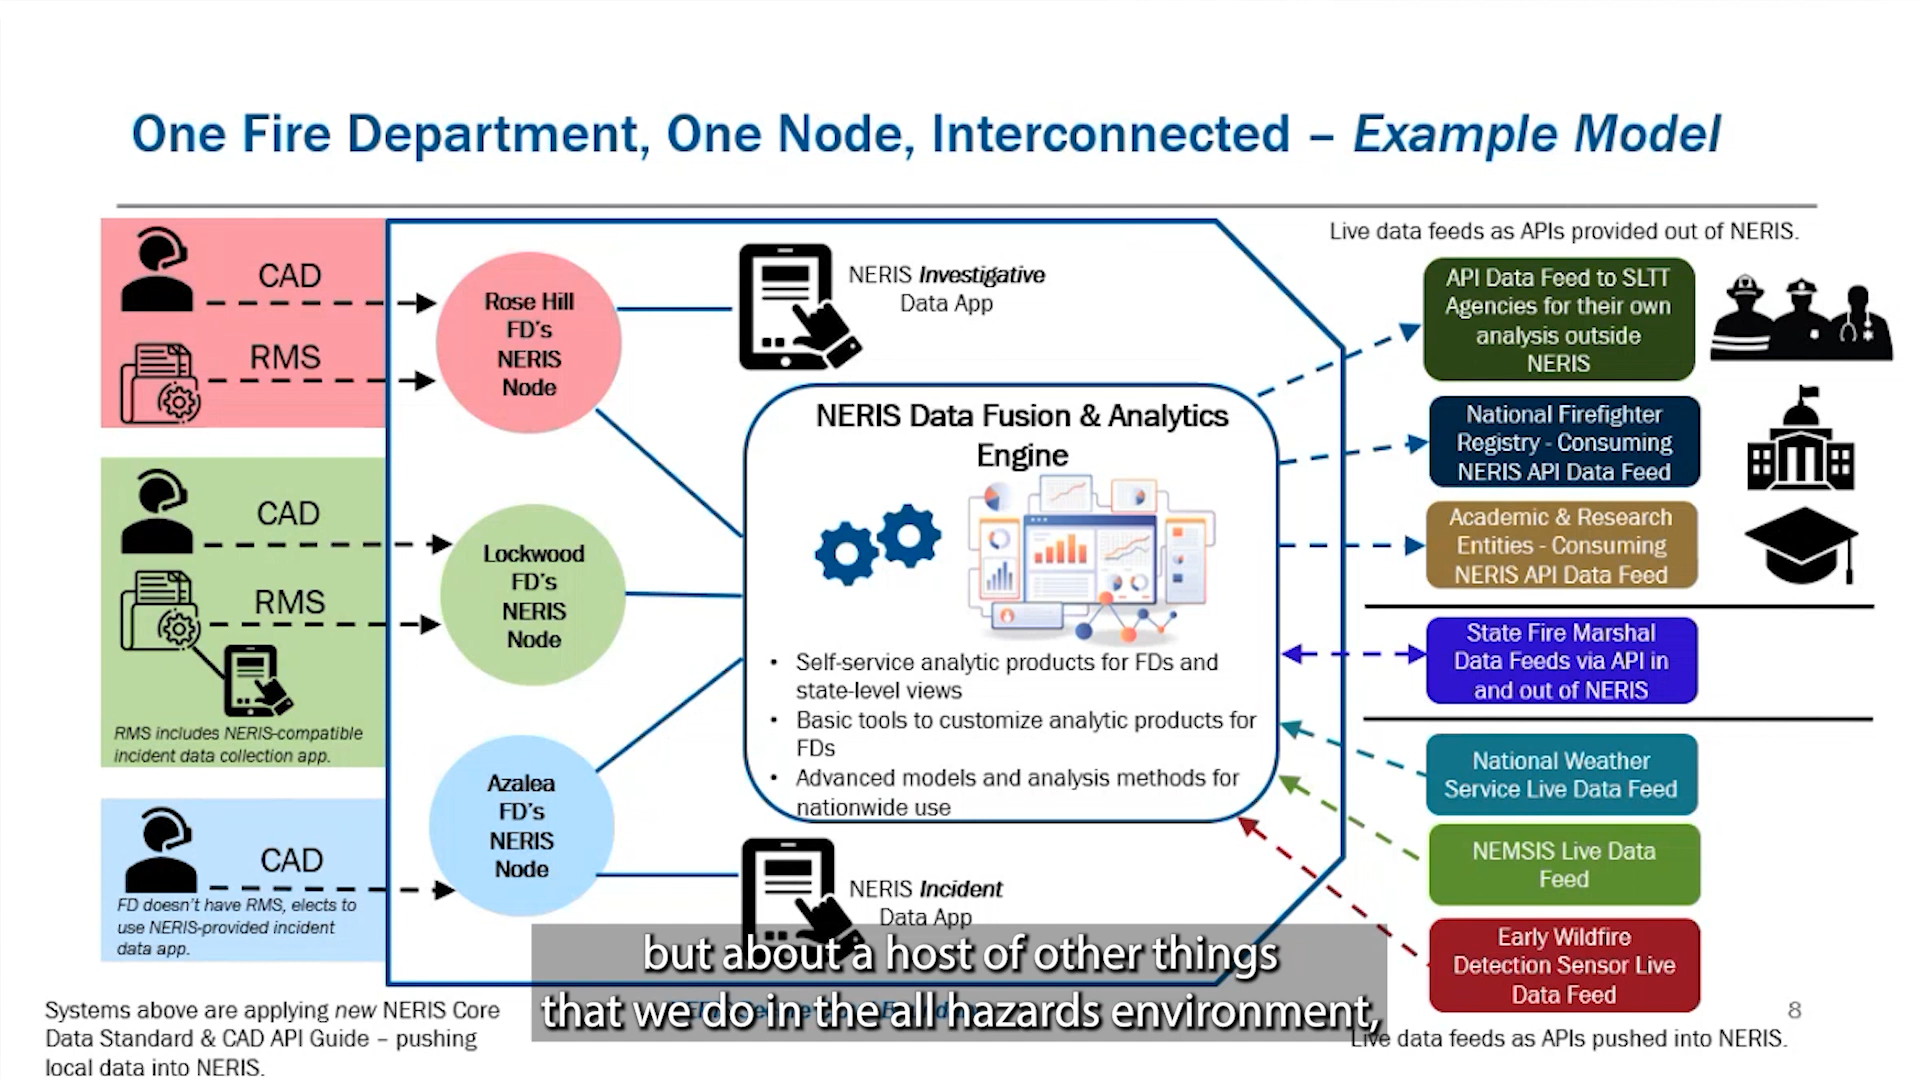 One Fire Department, One Node, Interconnected – Example Model
CAD
RMS
CAD
RMS
RMS includes NERIS-compatible
incident data collection app.
CAD
FD doesn't have RMS, elects to
use NERIS-provided incident
data app.
Systems above are applying new NERIS Core
Data Standard & CAD API Guide – pushing
local data into NERIS.
Rose Hill
FD's
NERIS
Node
Lockwood
FD's
NERIS
Node
Azalea
FD's
NERIS
Node
NERIS Investigative
Data App
NERIS Data Fusion & Analytics
Engine
• Self-service analytic products for FDs and
state-level views
• Basic tools to customize analytic products for
FDs
• Advanced models and analysis methods for
nationwide use
NERIS Incident
Data App
Live data feeds as APIs provided out of NERIS.
API Data Feed to SLTT
Agencies for their own
analysis outside
NERIS
National Firefighter
Registry - Consuming
NERIS API Data Feed
Academic & Research
Entities - Consuming
NERIS API Data Feed
State Fire Marshal
Data Feeds via API in
and out of NERIS
National Weather
Service Live Data Feed
NEMSIS Live Data
Feed
Early Wildfire
Detection Sensor Live
Data Feed
8
Live data feeds as APIs pushed into NERIS.
but about a host of other things
that we do in the all hazards environment,